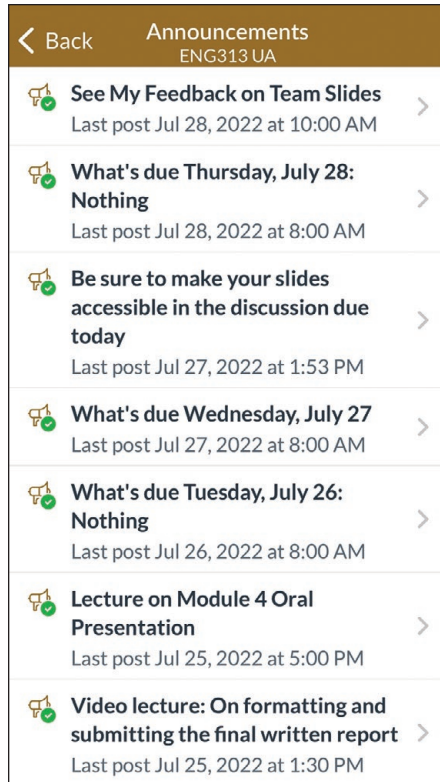 Back
Announcements
ENG313 UA
See My Feedback on Team Slides
Last post Jul 28, 2022 at 10:00 AM
What's due Thursday, July 28:
Nothing
Last post Jul 28, 2022 at 8:00 AM
Be sure to make your slides
accessible in the discussion due
today
Last post Jul 27, 2022 at 1:53 PM
What's due Wednesday, July 27
Last post Jul 27, 2022 at 8:00 AM
What's due Tuesday, July 26:
Nothing
Last post Jul 26, 2022 at 8:00 AM
Lecture on Module 4 Oral
Presentation
Last post Jul 25, 2022 at 5:00 PM
Video lecture: On formatting and
submitting the final written report
Last post Jul 25, 2022 at 1:30 PM